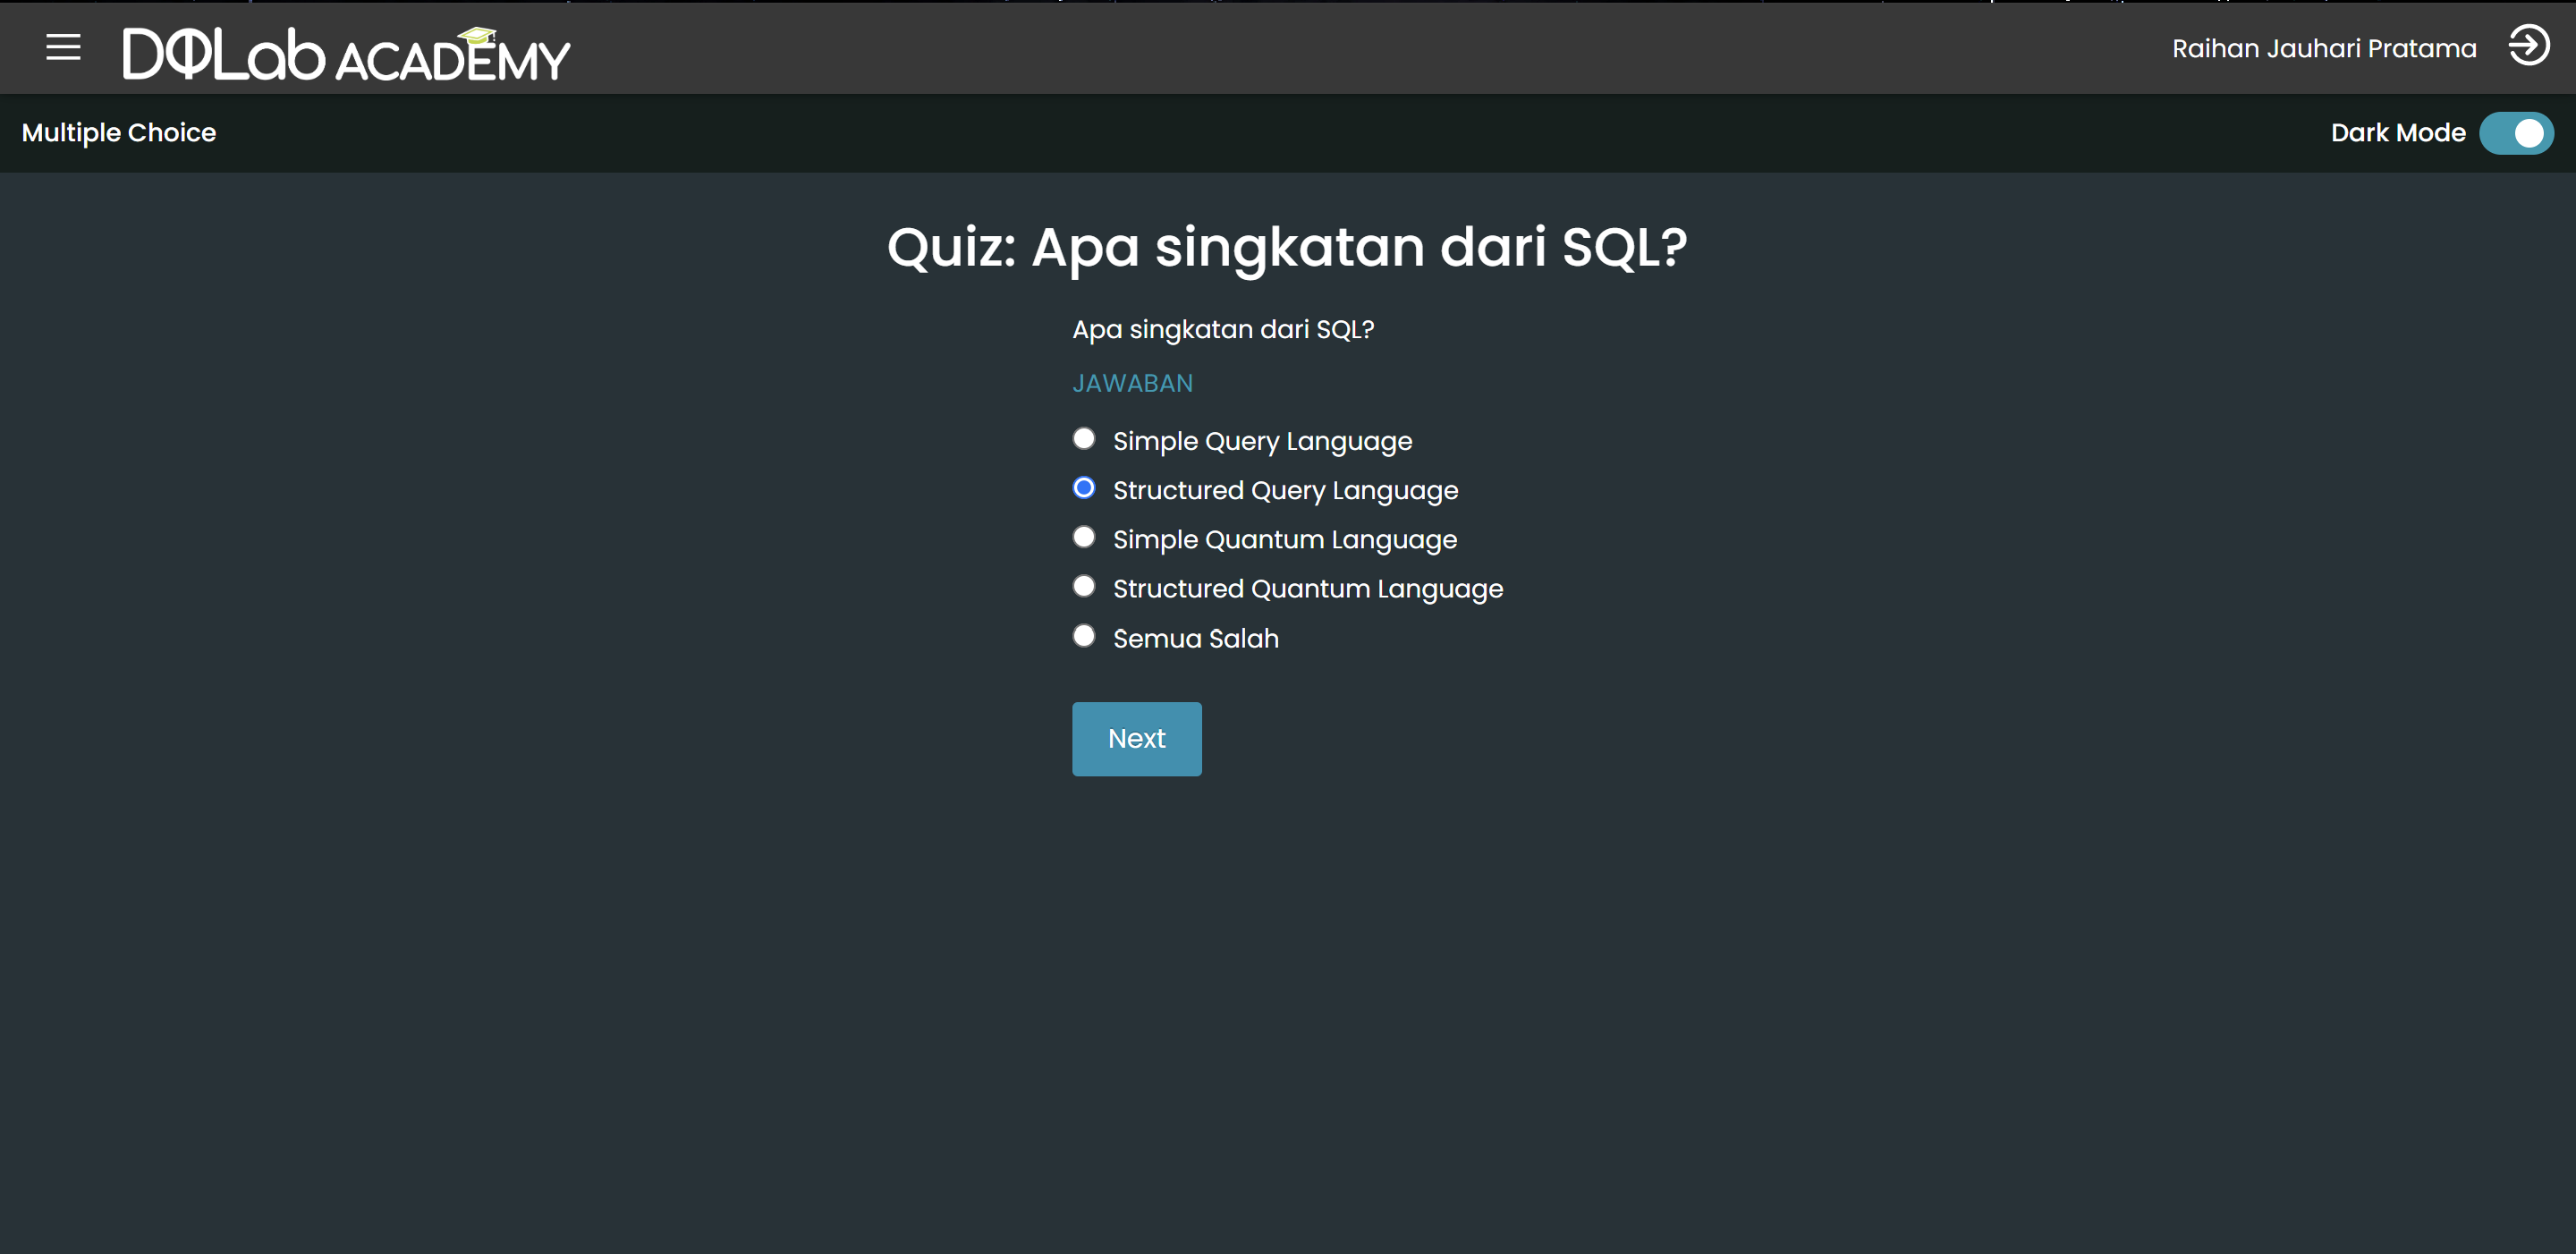 DQLab ACADEMY
Raihan Jauhari Pratama
Multiple Choice
Dark Mode
Quiz: Apa singkatan dari SQL?
Apa singkatan dari SQL?
JAWABAN
Simple Query Language
Structured Query Language
Simple Quantum Language
Structured Quantum Language
Semua Salah
Next